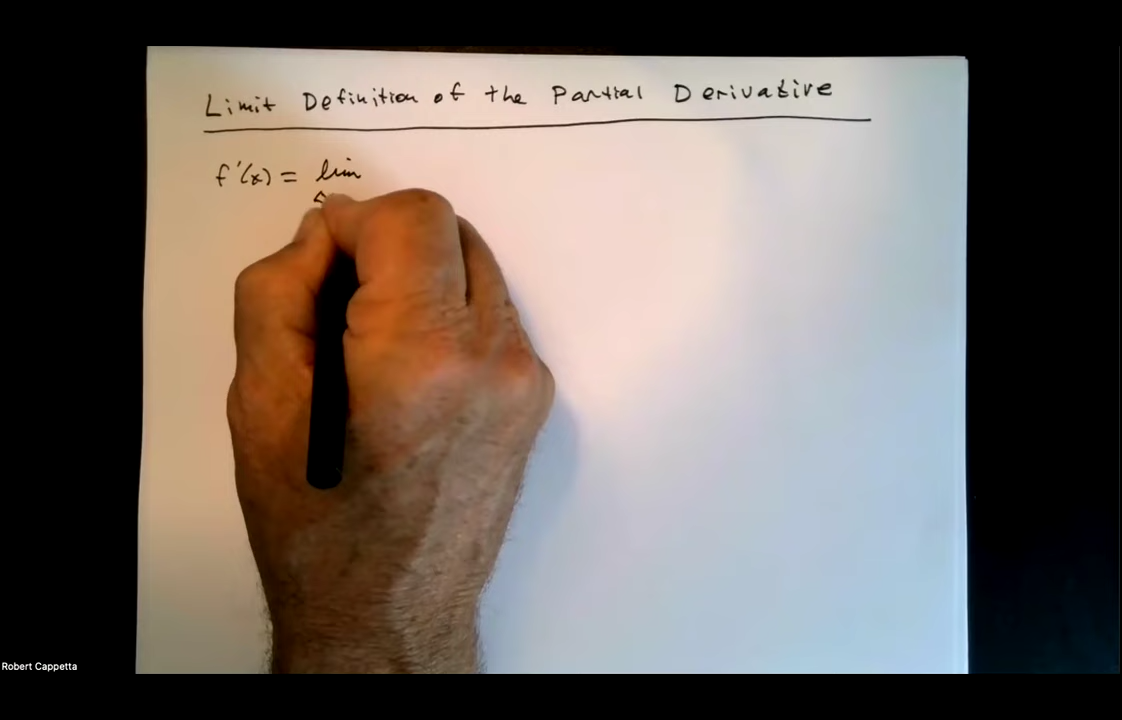 Limit Definition of the Partial Derivative
f'(x) = lim
Robert Cappetta